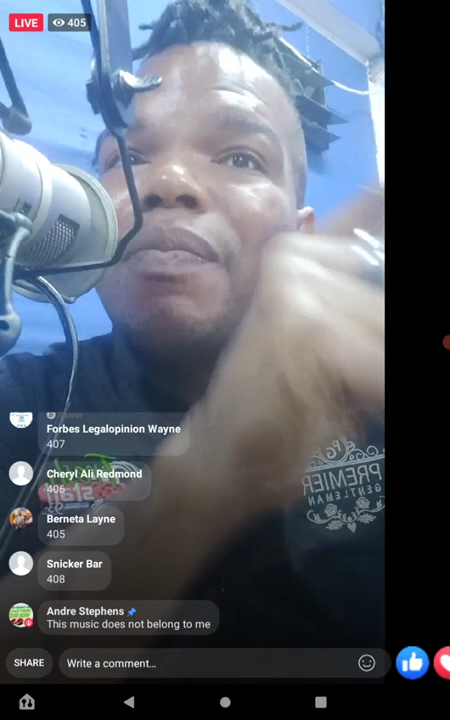 LIVE 405
Forbes Legalopinion Wayne
407
Cheryl Ali Redmond
406
Berneta Layne
405
Snicker Bar
408
Andre Stephens
This music does not belong to me
PREMIER
GENTLEMAN
SHARE
Write a comment...